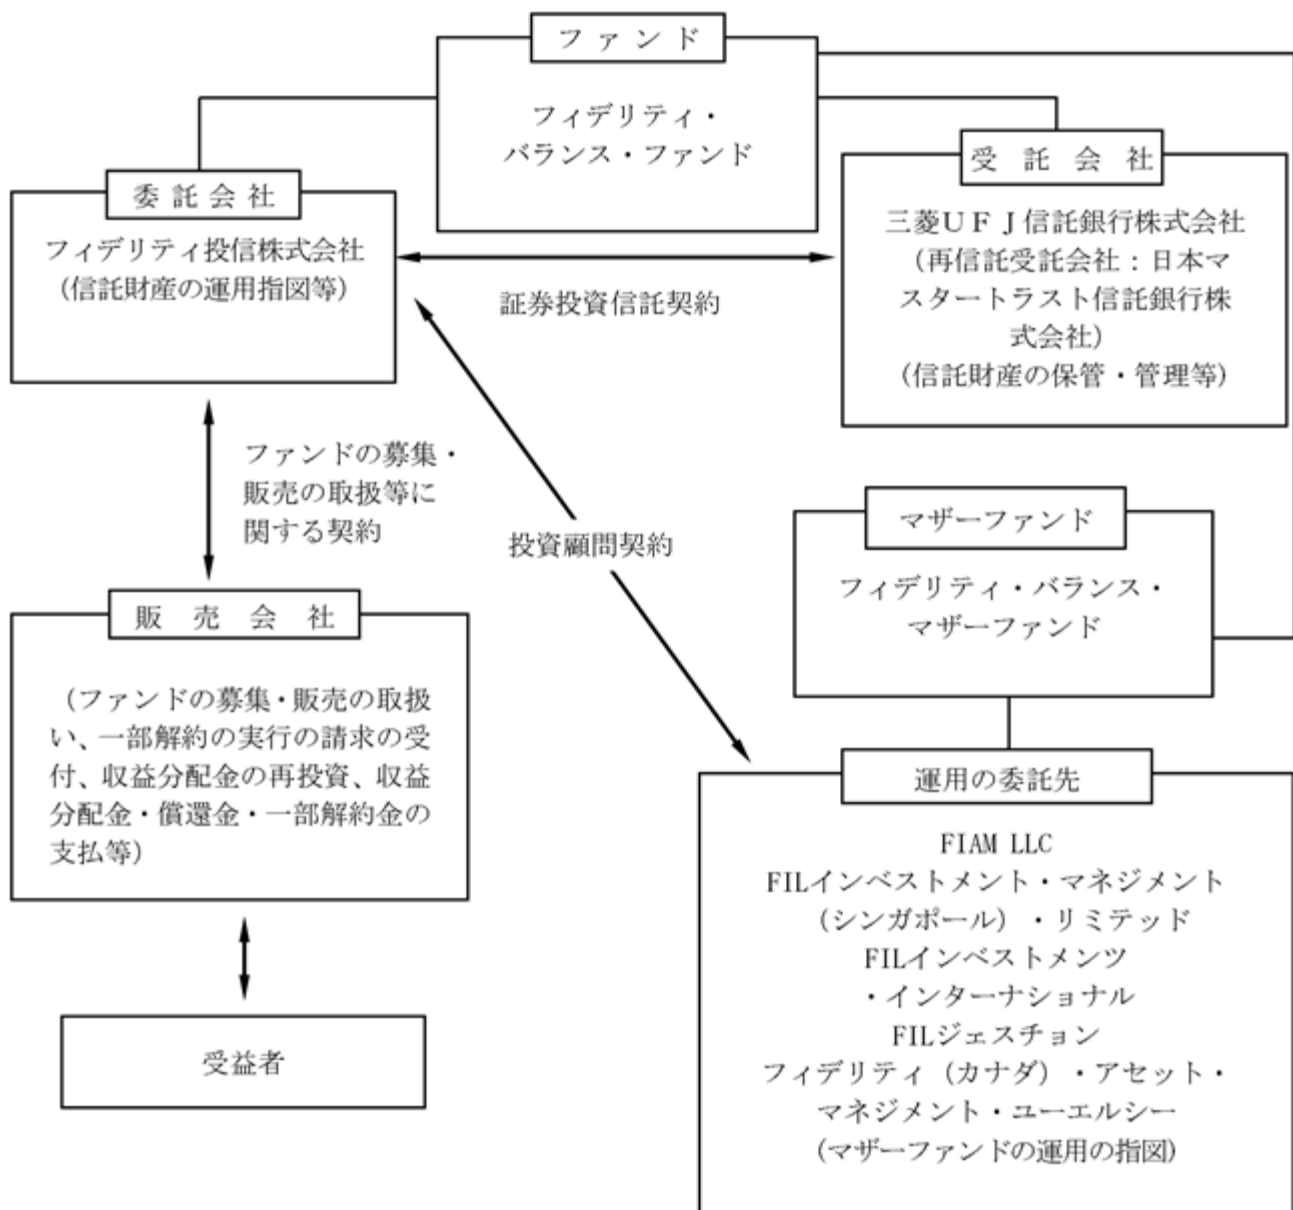 ファンド
フィデリティ・
バランス・ファンド
委託会社
フィデリティ投信株式会社
（信託財産の運用指図等）
受託会社
三菱ＵＦＪ信託銀行株式会社
（再信託受託会社：日本マ
スタートラスト信託銀行株
式会社）
（信託財産の保管・管理等）
証券投資信託契約
ファンドの募集・
販売の取扱等に
関する契約
投資顧問契約
マザーファンド
フィデリティ・バランス・
マザーファンド
販売会社
（ファンドの募集・販売の取扱
い、一部解約の実行の請求の受
付、収益分配金の再投資、収益
分配金・償還金・一部解約金の
支払等）
受益者
運用の委託先
FIAM LLC
FILインベストメント・マネジメント
（シンガポール）・リミテッド
FILインベストメンツ
・インターナショナル
FILジェスチョン
フィデリティ（カナダ）・アセット・
マネジメント・ユーエルシー
(マザーファンドの運用の指図)